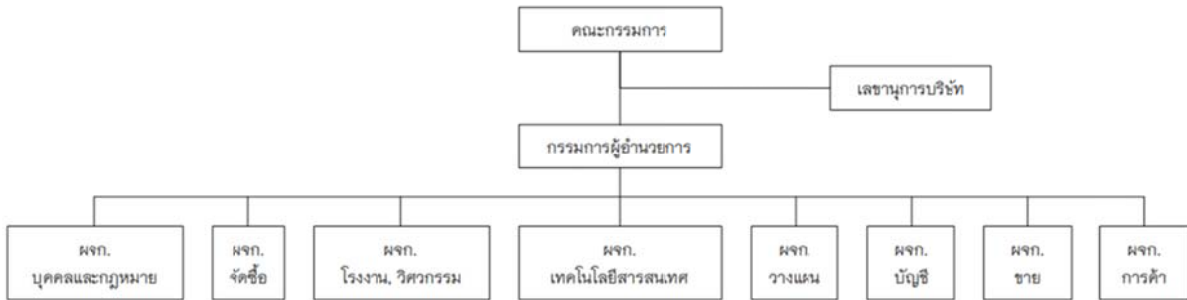 คณะกรรมการ
เลขานุการบริษัท
กรรมการผู้อำนวยการ
ผจก.
บุคคลและกฎหมาย
ผจก.
จัดซื้อ
ผจก.
โรงงาน, วิศวกรรม
ผจก.
เทคโนโลยีสารสนเทศ
ผจก
วางแผน
ผจก.
บัญชี
ผจก.
ขาย
ผจก.
การค้า